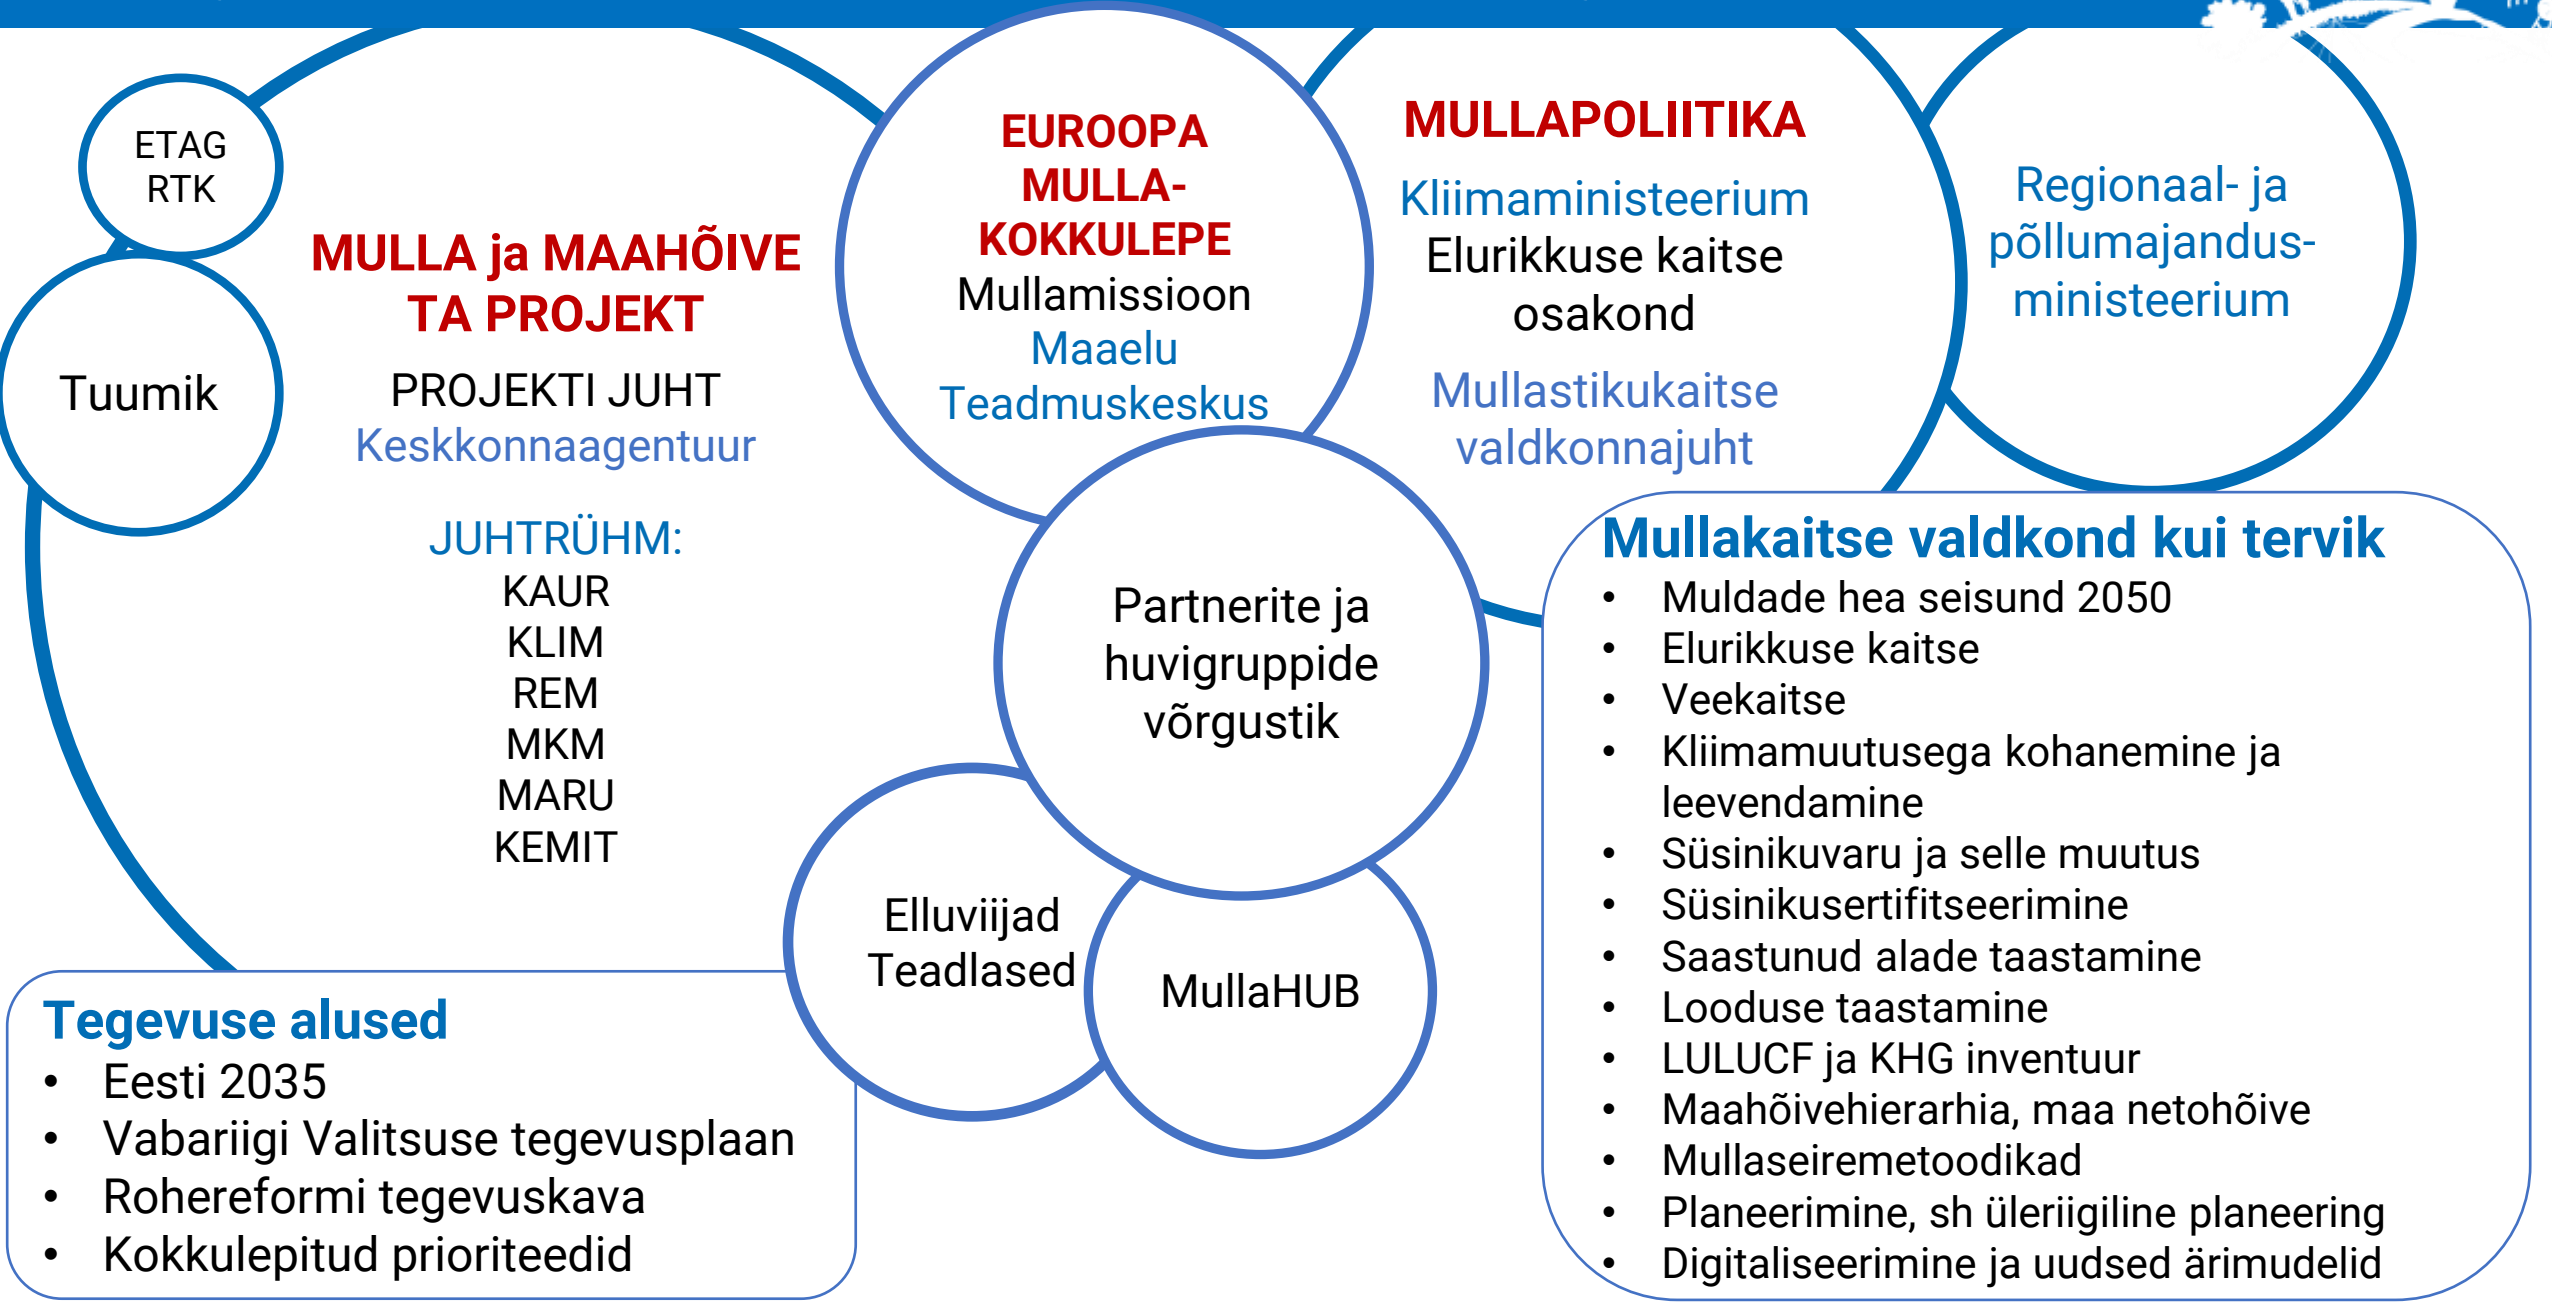 ETAG
RTK
Tuumik
MULLA ja MAAHÕIVE
TA PROJEKT
PROJEKTI JUHT
Keskkonnaagentuur
JUHTRÜHM:
KAUR
KLIM
REM
MKM
MARU
KEMIT
EUROOPA
MULLA-
KOKKULEPE
Mullamissioon
Maaelu
Teadmuskeskus
MULLAPOLIITIKA
Kliimaministeerium
Elurikkuse kaitse
osakond
Mullastikukaitse
valdkonnajuht
Regionaal- ja
põllumajandus-
ministeerium
Partnerite ja
huvigruppide
võrgustik
Elluviijad
Teadlased
MullaHUB
Tegevuse alused
• Eesti 2035
• Vabariigi Valitsuse tegevusplaan
• Rohereformi tegevuskava
• Kokkulepitud prioriteedid
Mullakaitse valdkond kui tervik
• Muldade hea seisund 2050
• Elurikkuse kaitse
• Veekaitse
• Kliimamuutusega kohanemine ja
leevendamine
• Süsinikuvaru ja selle muutus
• Süsinikusertifitseerimine
• Saastunud alade taastamine
• Looduse taastamine
• LULUCF ja KHG inventuur
• Maahõivehierarhia, maa netohõive
• Mullaseiremetoodikad
• Planeerimine, sh üleriigiline planeering
• Digitaliseerimine ja uudsed ärimudelid